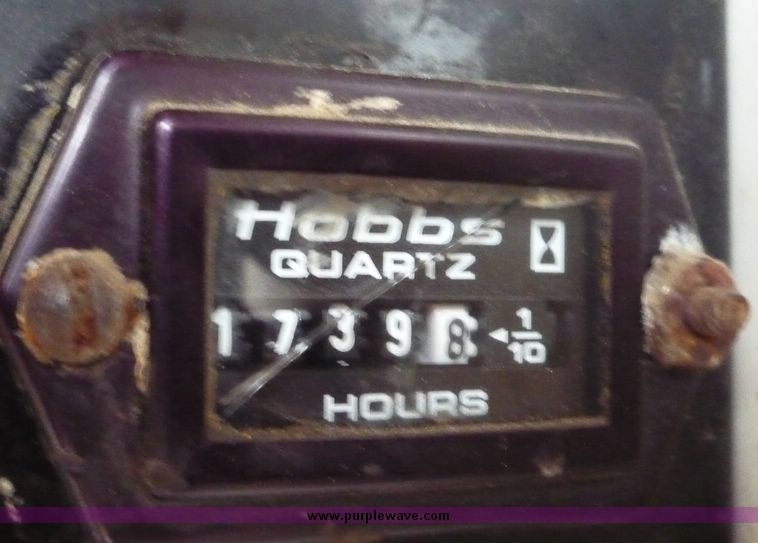 Hobbs
QUARTZ
1 7 3 9 8 ◄ 1/10
HOURS
www.purplewave.com